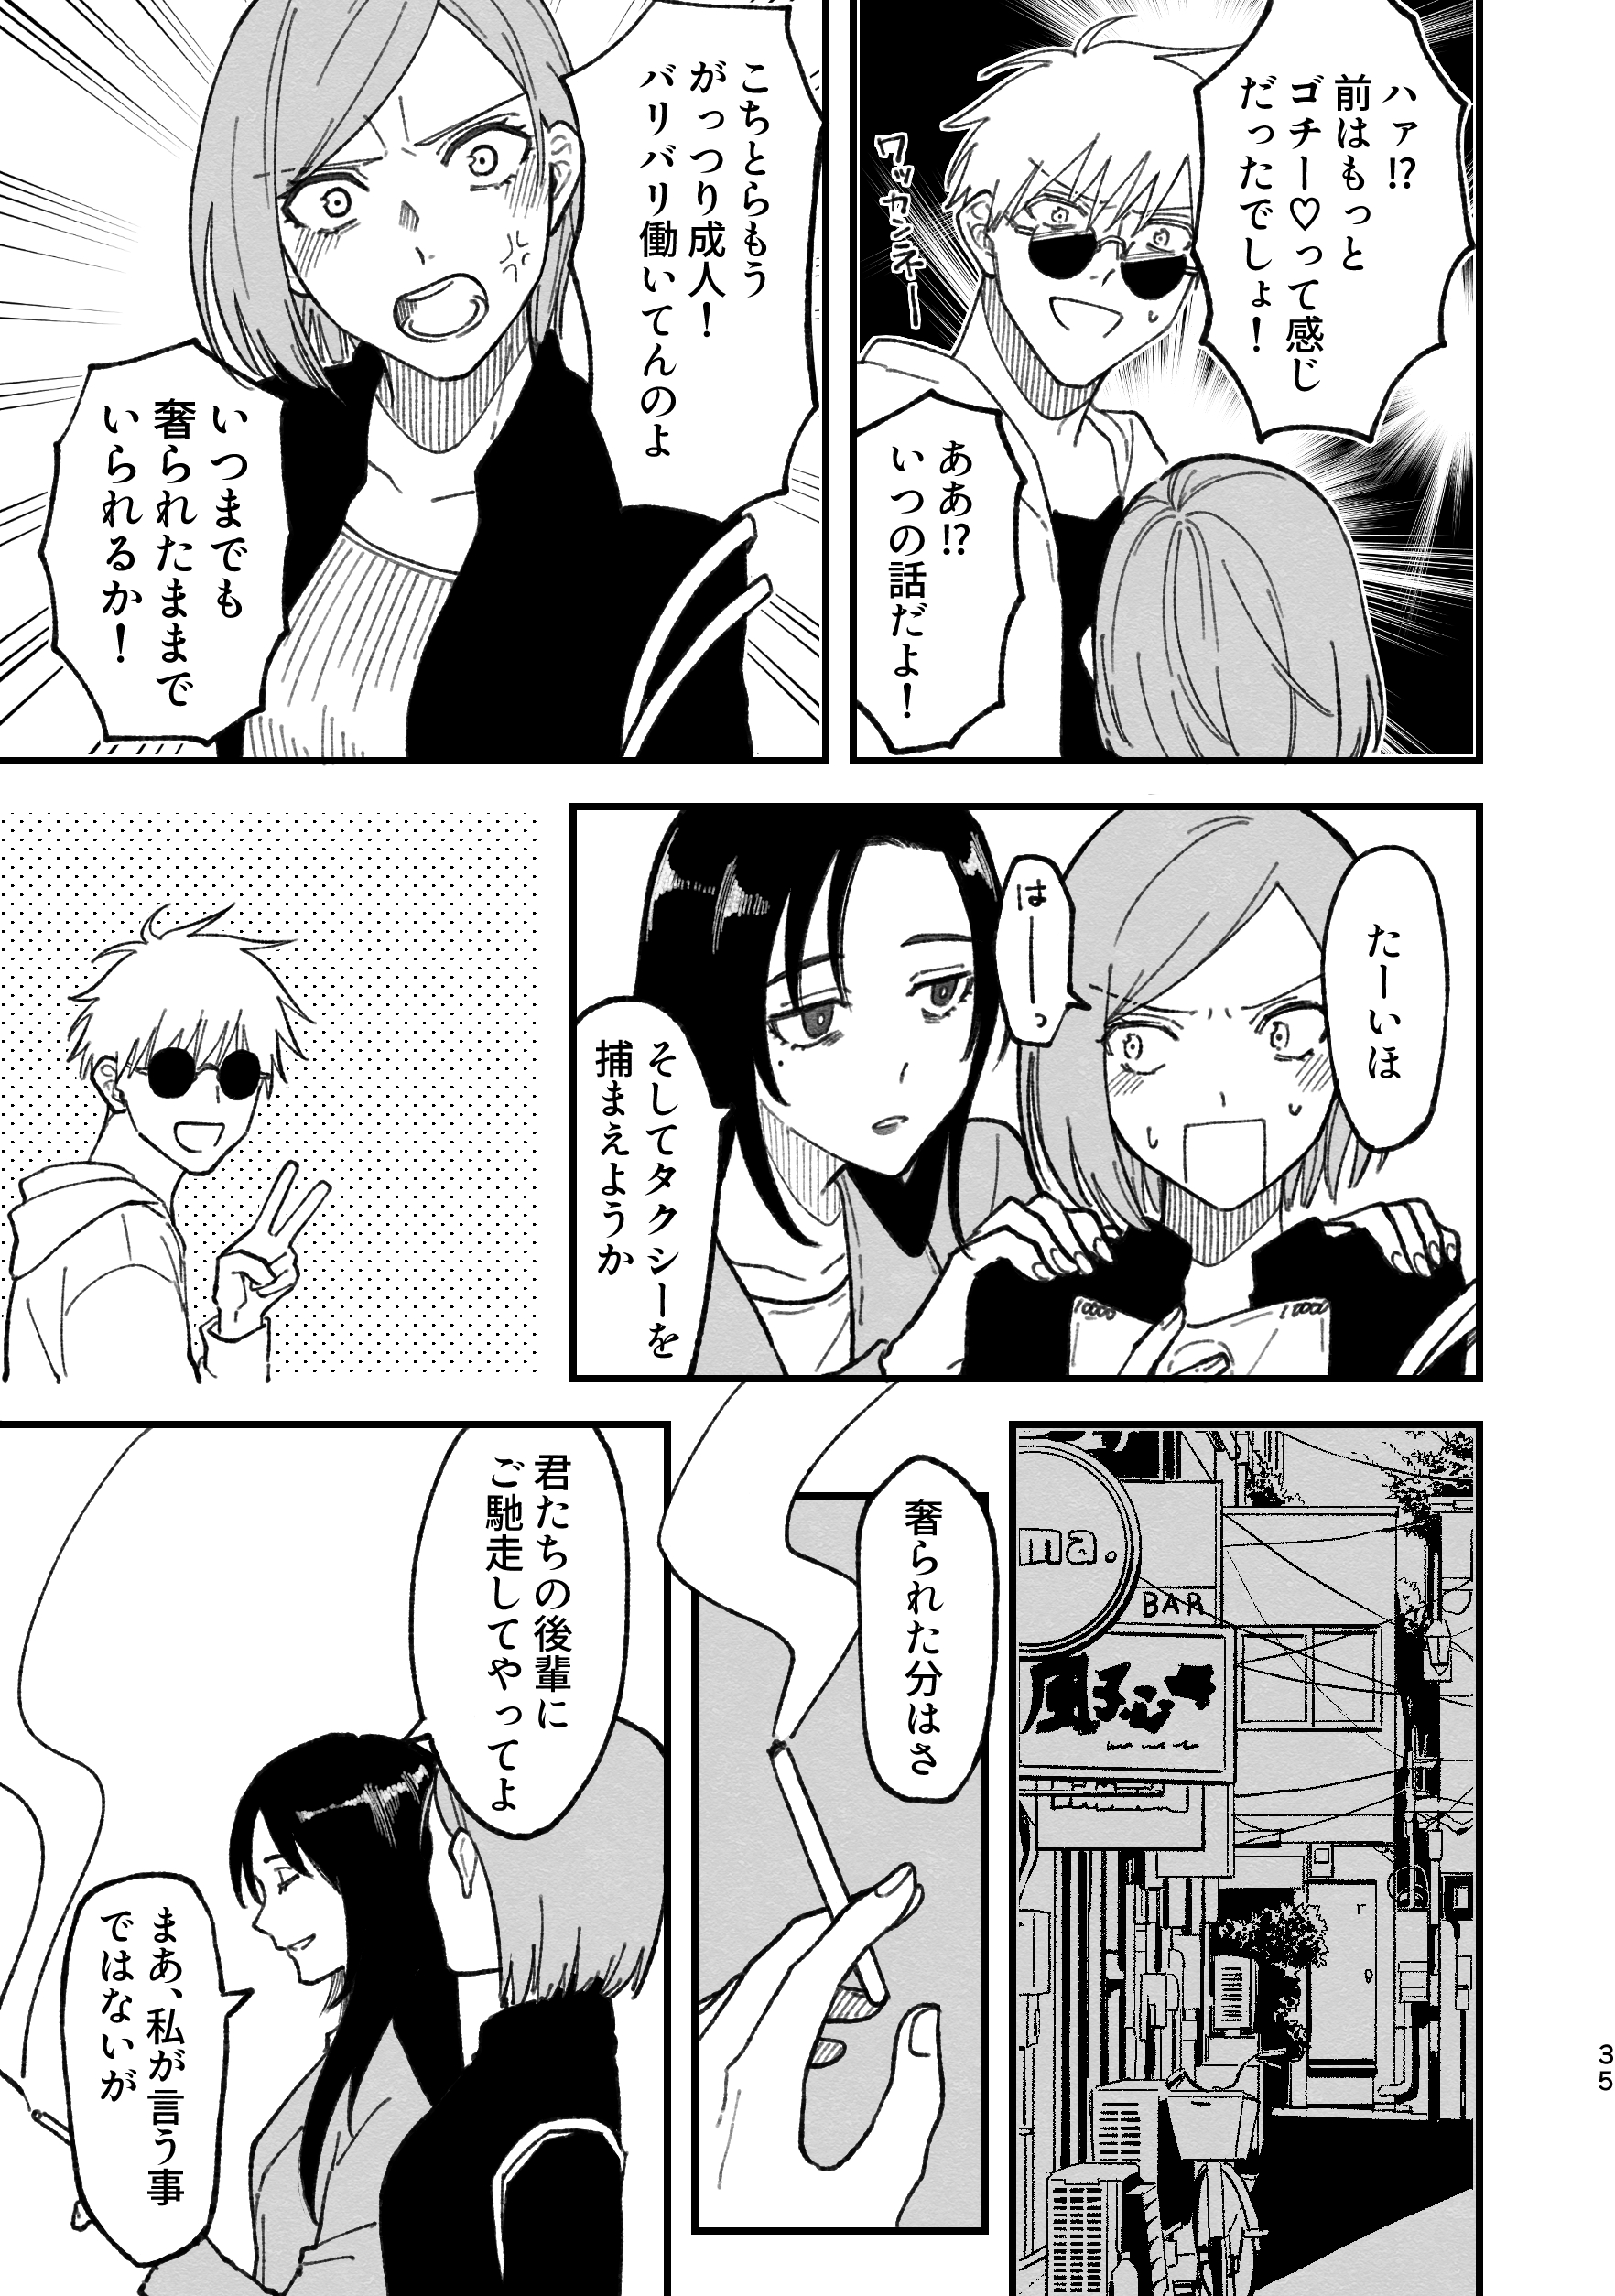 ハァ!?
前はもっと
ゴチー♡って感じ
だったでしょ!
ワッカンネー
ああ!?
いつの話だよ!
こちとらもう
がっつり成人!
バリバリ働いてんのよ
いつまでも
奢られたままで
いられるか!
たーいほ
はーーっ
そしてタクシーを
捕まえようか
10000
10000
ma.
BAR
奢られた分はさ
君たちの後輩に
ご馳走してやってよ
まあ、私が言う事
ではないが
35